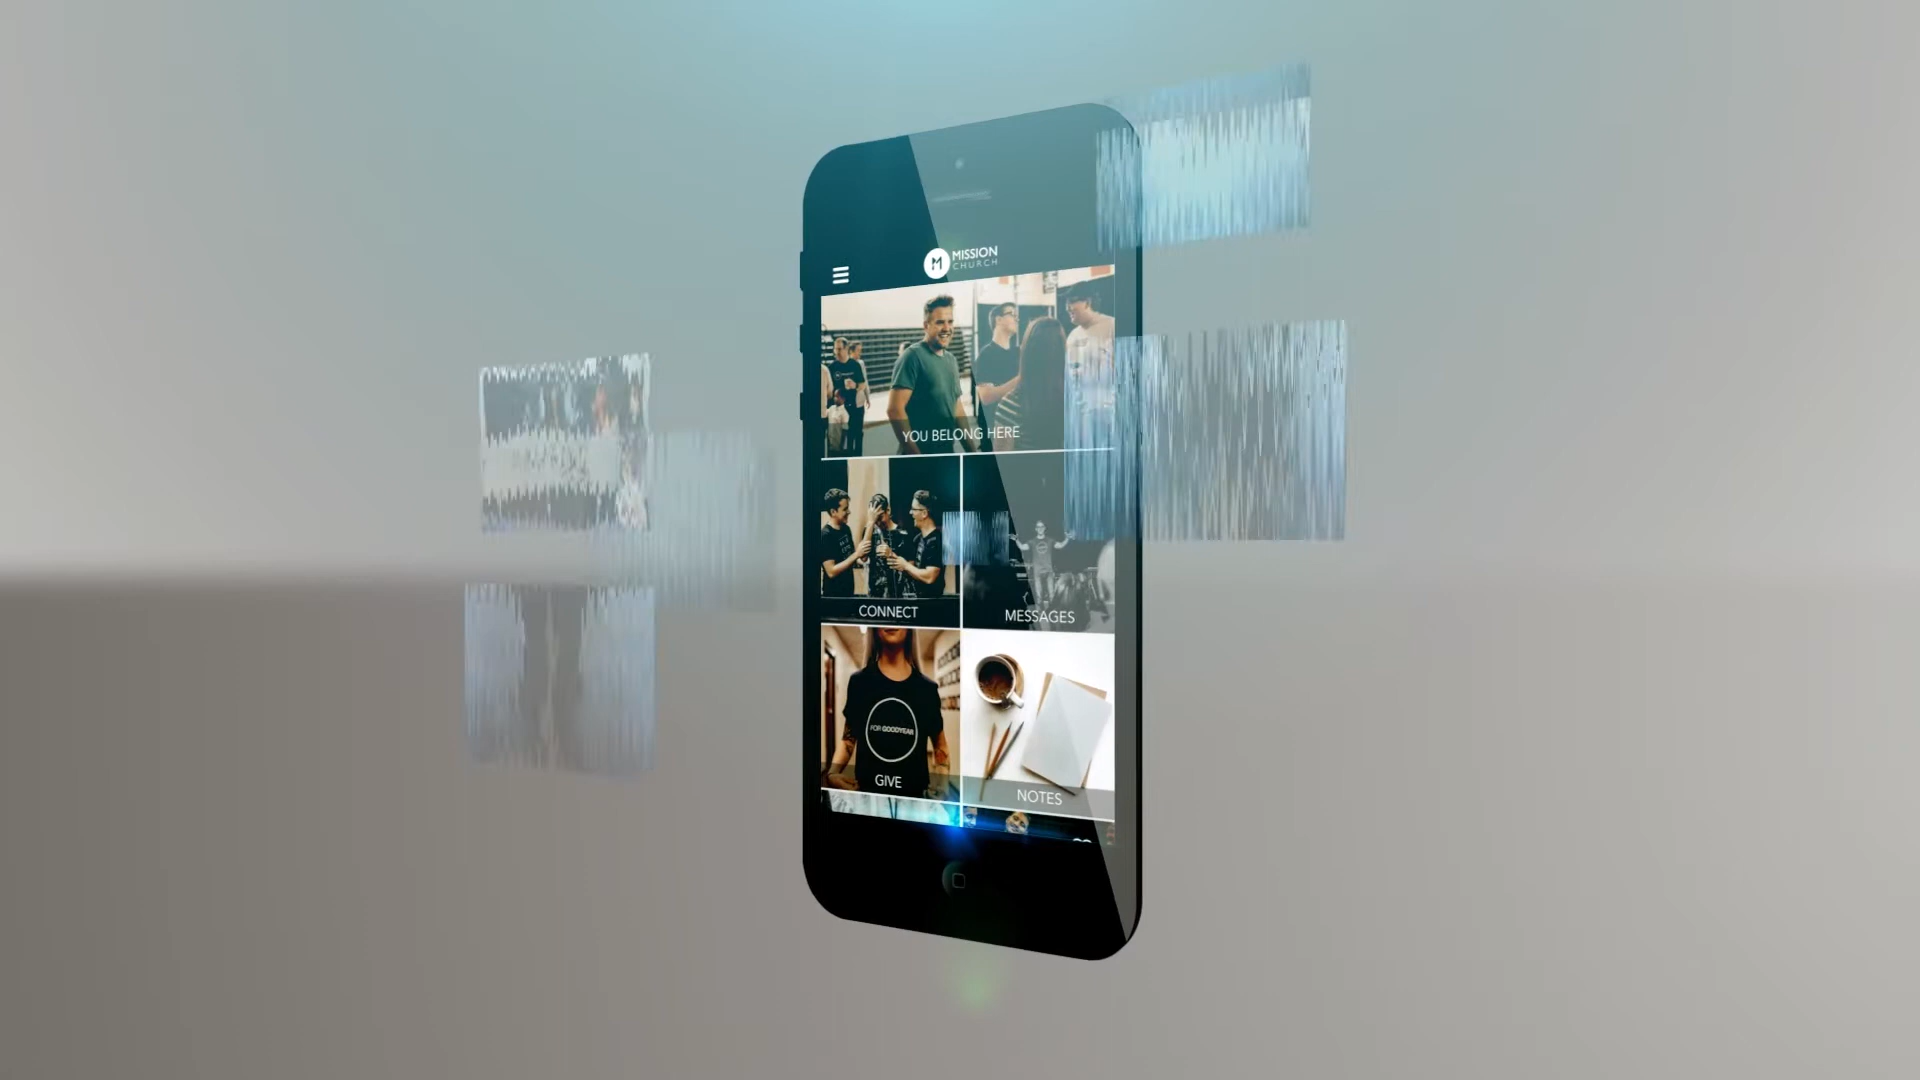 MISSION
CHURCH
YOU BELONG HERE
CONNECT
MESSAGES
FOR GOODYEAR
GIVE
NOTES